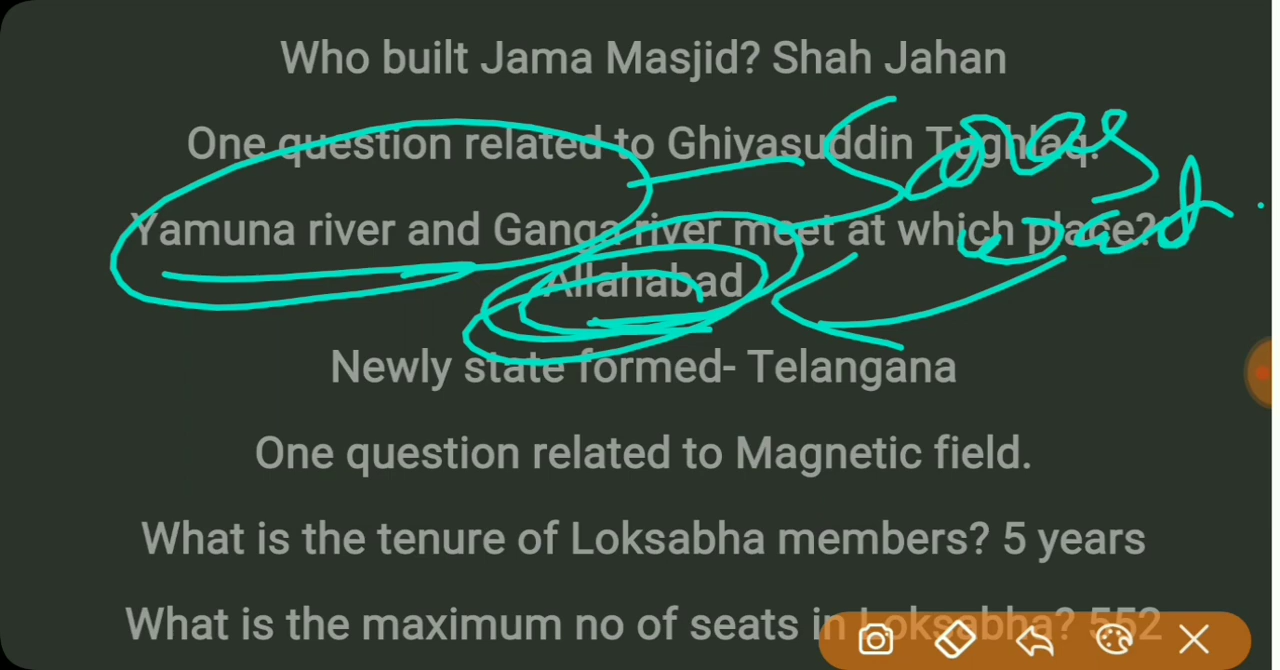 Who built Jama Masjid? Shah Jahan
One question related to Ghiyasuddin Tughlaq.
Yamuna river and Ganga river meet at which place?
Allahabad
Newly state formed- Telangana
One question related to Magnetic field.
What is the tenure of Loksabha members? 5 years
What is the maximum no of seats in Loksabha? 552